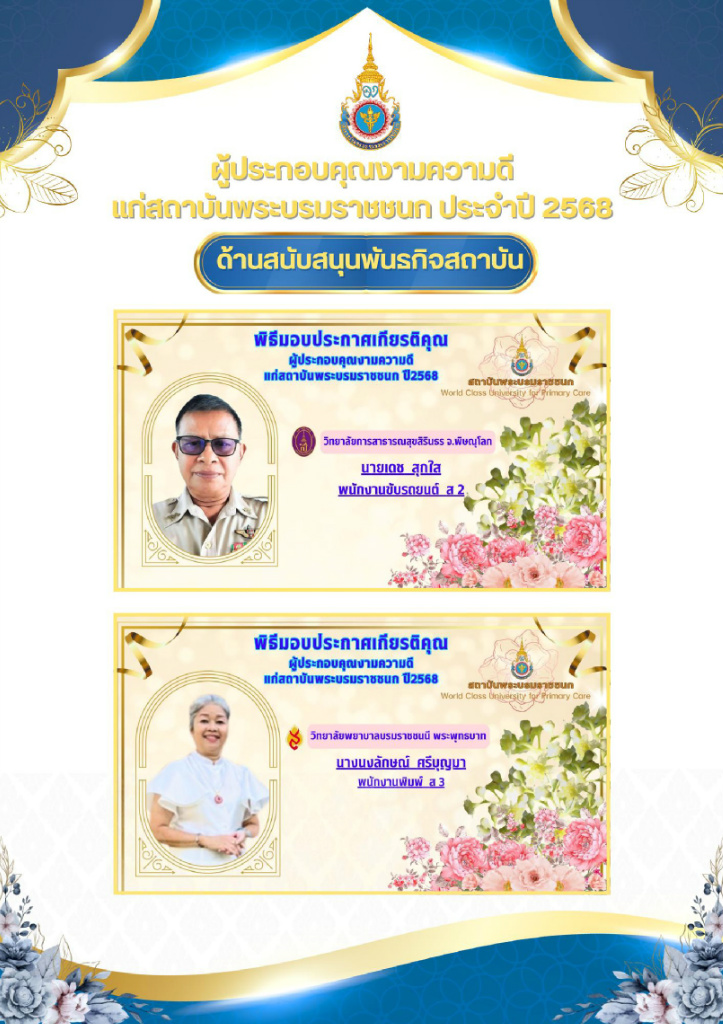 ผู้ประกอบคุณงามความดี
แก่สถาบันพระบรมราชชนก ประจำปี 2568
ด้านสนับสนุนพันธกิจสถาบัน
พิธีมอบประกาศเกียรติคุณ
ผู้ประกอบคุณงามความดี
แก่สถาบันพระบรมราชชนก ปี2568
สถาบันพระบรมราชชนก
World Class University for Primary Care
วิทยาลัยการสาธารณสุขสิรินธร จ.พิษณุโลก
นายเดช สุกใส
พนักงานขับรถยนต์ ส 2
พิธีมอบประกาศเกียรติคุณ
ผู้ประกอบคุณงามความดี
แก่สถาบันพระบรมราชชนก ปี2568
สถาบันพระบรมราชชนก
World Class University for Primary Care
วิทยาลัยพยาบาลบรมราชชนนี พระพุทธบาท
นางนงลักษณ์ ศรีบุญนา
พนักงานพิมพ์ ส 3